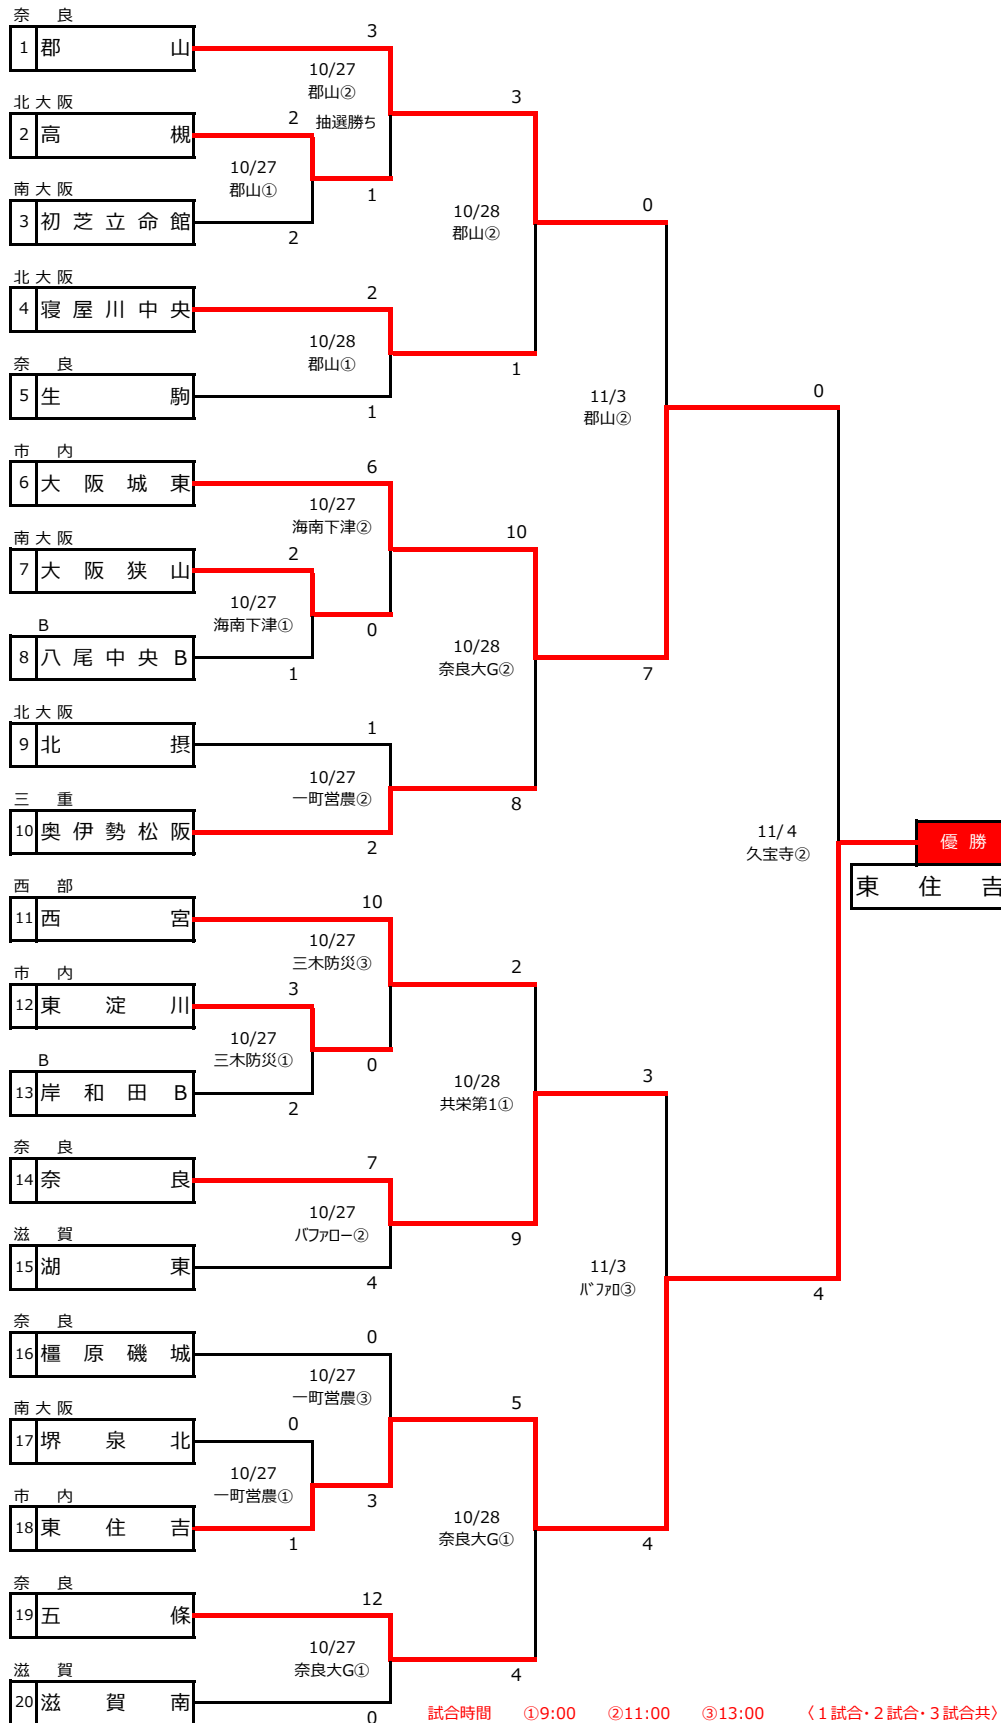 奈 良
1 郡 山
3
10/27
郡山②
北大阪
2 高 槻
2 抽選勝ち
10/27
郡山①
1
南大阪
3 初芝立命館
2
3
10/28
郡山②
0
北大阪
4 寝屋川中央
2
10/28
郡山①
1
奈 良
5 生 駒
1
11/3
郡山②
0
市 内
6 大阪城東
6
10/27
海南下津②
10
南大阪
7 大阪狭山
2
10/27
海南下津①
0
B
8 八尾中央B
1
10/28
奈良大G②
7
北大阪
9 北 摂
1
10/27
一町営農②
8
三 重
10 奥伊勢松阪
2
11/4
久宝寺②
優勝
東 住 吉
西 部
11 西 宮
10
10/27
三木防災③
2
市 内
12 東 淀 川
3
10/27
三木防災①
0
B
13 岸和田B
2
10/28
共栄第1①
3
奈 良
14 奈 良
7
10/27
バファロー②
9
滋 賀
15 湖 東
4
11/3
バファロ③
4
奈 良
16 橿原磯城
0
10/27
一町営農③
5
南大阪
17 堺 泉 北
0
10/27
一町営農①
3
市 内
18 東 住 吉
1
10/28
奈良大G①
4
奈 良
19 五 條
12
10/27
奈良大G①
4
滋 賀
20 滋 賀 南
0
試合時間 ①9:00 ②11:00 ③13:00 〈1試合・2試合・3試合共〉